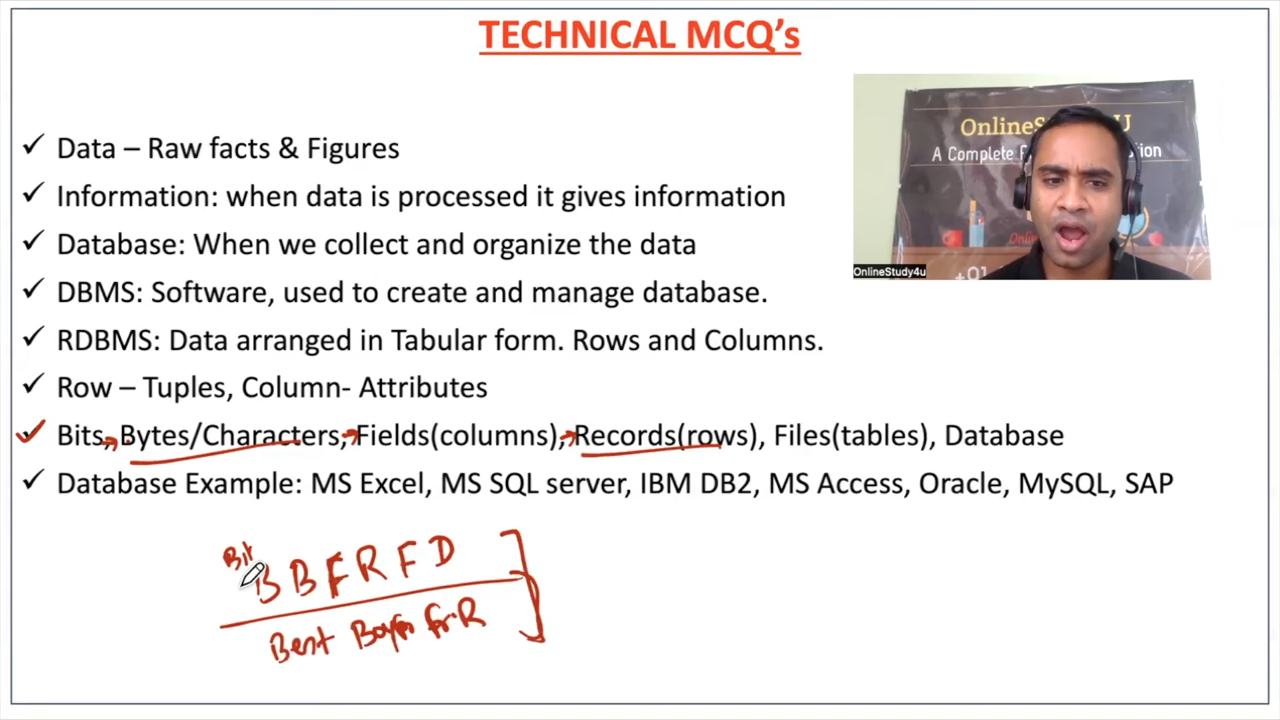 TECHNICAL MCQ's
OnlineS U
A Complete
OnlineStudy4u
✓ Data – Raw facts & Figures
✓ Information: when data is processed it gives information
✓ Database: When we collect and organize the data
✓ DBMS: Software, used to create and manage database.
✓ RDBMS: Data arranged in Tabular form. Rows and Columns.
✓ Row – Tuples, Column- Attributes
✓ Bits, Bytes/Characters, Fields(columns), Records(rows), Files(tables), Database
✓ Database Example: MS Excel, MS SQL server, IBM DB2, MS Access, Oracle, MySQL, SAP
Bit
B B F R F D
Best R